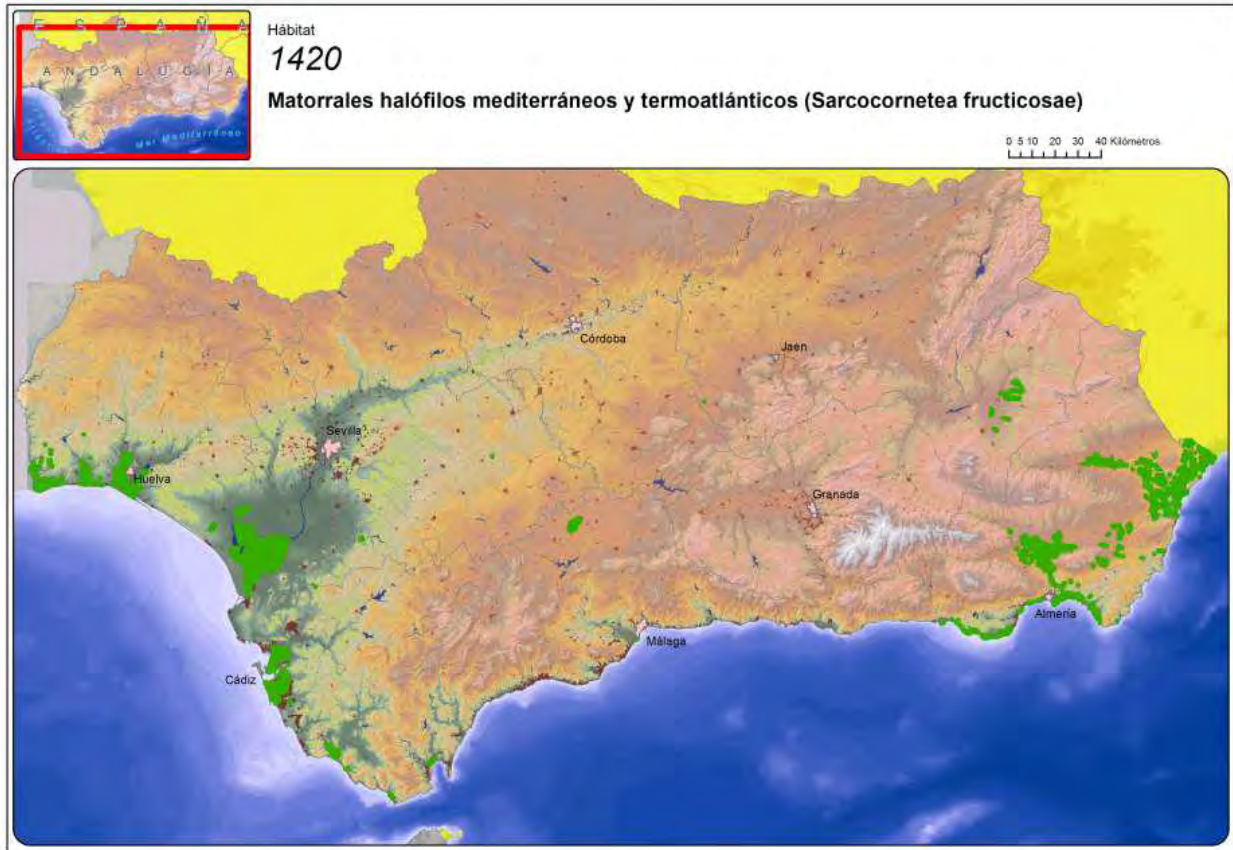 E S P A Ñ A
A N D A L U C Í A
Mar Mediterráneo
Hábitat
1420
Matorrales halófilos mediterráneos y termoatlánticos (Sarcocornetea fructicosae)
0 5 10 20 30 40 Kilómetros
Córdoba
Jaén
Sevilla
Huelva
Granada
Almería
Málaga
Cádiz